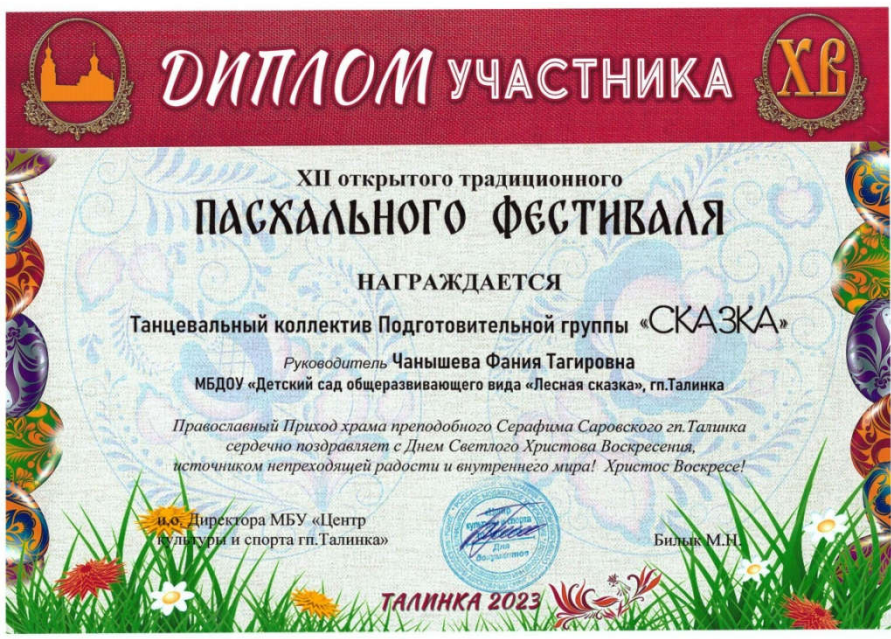 ДИПЛОМ УЧАСТНИКА
ХВ
XII открытого традиционного
ПАСХАЛЬНОГО ФЕСТИВАЛЯ
НАГРАЖДАЕТСЯ
Танцевальный коллектив Подготовительной группы «СКАЗКА»
Руководитель Чанышева Фания Тагировна
МБДОУ «Детский сад общеразвивающего вида «Лесная сказка», гп.Талинка
Православный Приход храма преподобного Серафима Саровского гп.Талинка
сердечно поздравляет с Днем Светлого Христова Воскресения,
источником непреходящей радости и внутреннего мира! Христос Воскресе!
и.о. Директора МБУ «Центр
культуры и спорта гп.Талинка»
Для
документов
Билык М.Н.
ТАЛИНКА 2023